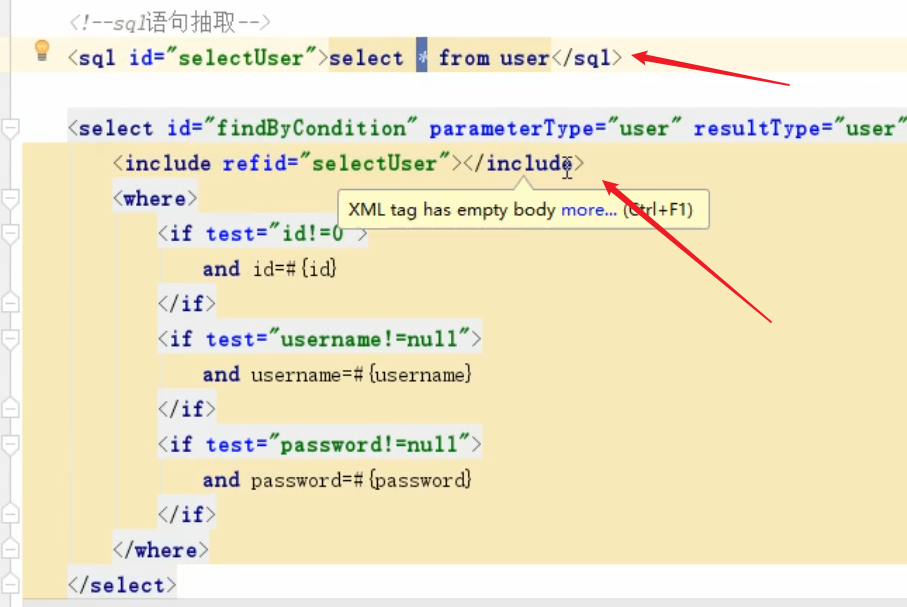 <!--sql语句抽取-->
<sql id="selectUser">select * from user</sql>
<select id="findByCondition" parameterType="user" resultType="user"
<include refid="selectUser"></include>
<where>
XML tag has empty body more... (Ctrl+F1)
<if test="id!=0">
and id=#{id}
</if>
<if test="username!=null">
and username=#{username}
</if>
<if test="password!=null">
and password=#{password}
</if>
</where>
</select>